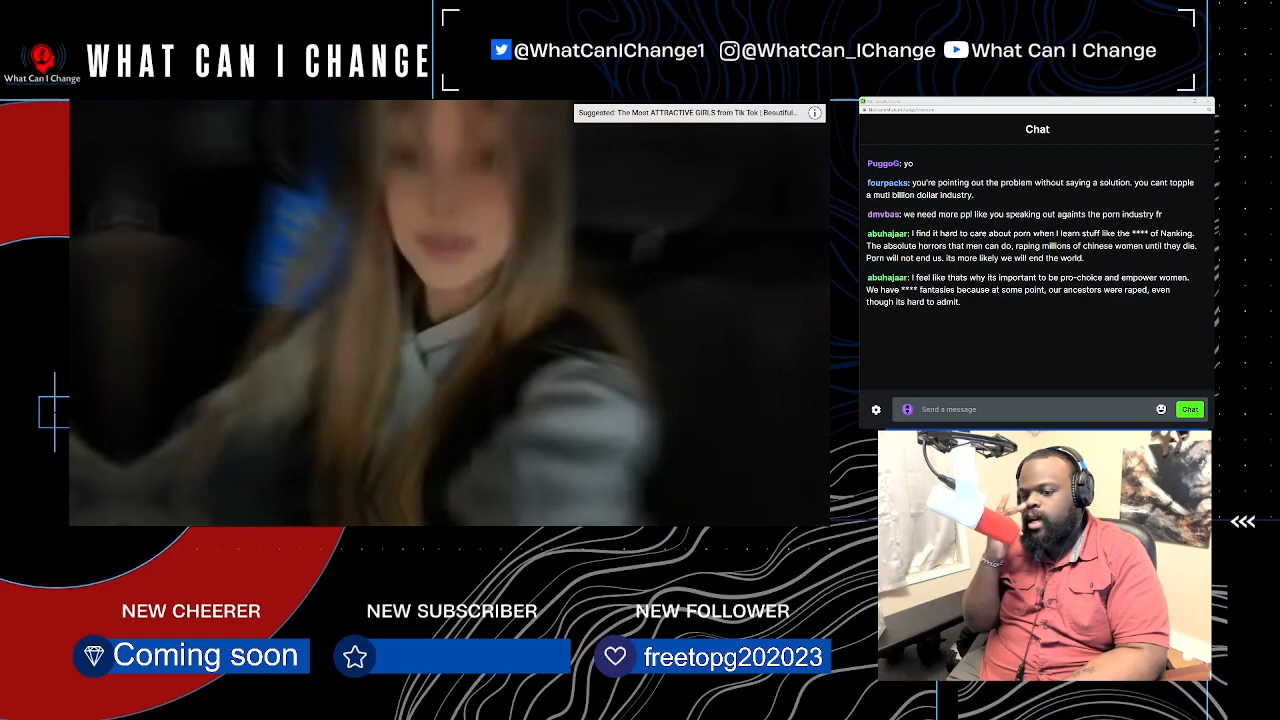 WHAT CAN I CHANGE
What Can I Change
@WhatCanIChange1 @WhatCan_IChange What Can I Change
Suggested: The Most ATTRACTIVE GIRLS from Tik Tok | Beautiful...
Chat
PuggoG: yo
fourpacks: you're pointing out the problem without saying a solution. you cant topple
a muti billion dollar industry.
dmvbas: we need more ppl like you speaking out againts the porn industry fr
abuhajaar: I find it hard to care about porn when I learn stuff like the **** of Nanking.
The absolute horrors that men can do, raping millions of chinese women until they die.
Porn will not end us. its more likely we will end the world.
abuhajaar: I feel like thats why its important to be pro-choice and empower women.
We have **** fantasies because at some point, our ancestors were raped, even
though its hard to admit.
Send a message
Chat
NEW CHEERER NEW SUBSCRIBER NEW FOLLOWER
Coming soon freetopg202023